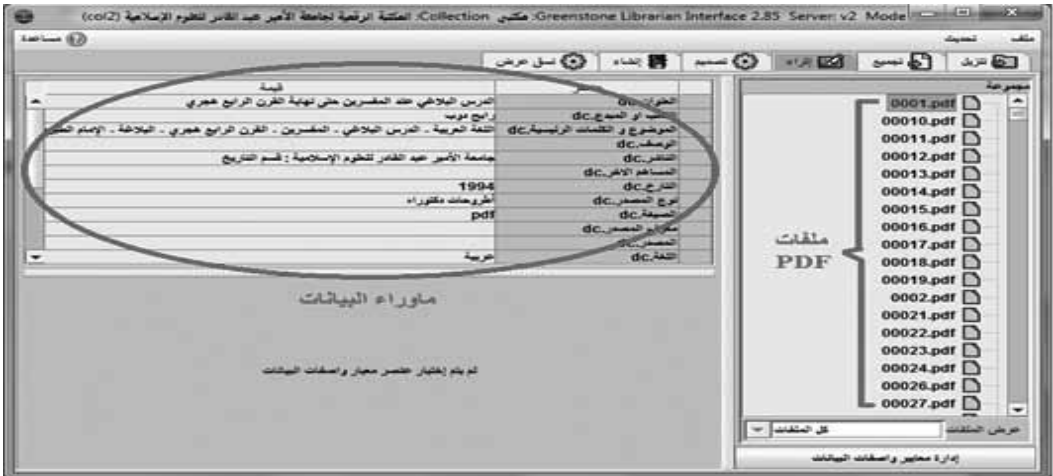 Greenstone Librarian Interface 2.85 Server: v2 Mode: مكتبي Collection: المكتبة الرقمية لجامعة الأمير عبد القادر للعلوم الإسلامية (col2)
ملف تحديث مساعدة
تنزيل تجميع إثراء تصميم إنشاء نسق عرض
مجموعة
0001.pdf
00010.pdf
00011.pdf
00012.pdf
00013.pdf
00014.pdf
00015.pdf
00016.pdf
00017.pdf
00018.pdf
00019.pdf
0002.pdf
00021.pdf
00022.pdf
00023.pdf
00024.pdf
00026.pdf
00027.pdf
ملفات
PDF
عرض الملفات كل الملفات
إدارة معايير واصفات البيانات
قيمة
dc.العنوان الدرس البلاغي عند المفسرين حتى نهاية القرن الرابع هجري
dc.او المبدع رابح دوب
dc.الموضوع و الكلمات الرئيسية اللغة العربية ـ الدرس البلاغي ـ المفسرين ـ القرن الرابع هجري ـ البلاغة ـ الإمام
dc.الوصف
dc.الناشر جامعة الأمير عبد القادر للعلوم الإسلامية : قسم التاريخ
dc.المساهم الاخر
dc.التارخ 1994
dc.نوع المصدر أطروحات دكتوراه
dc.الصيغة pdf
dc.المصدر
dc.المصدر
dc.اللغة عربية
ماوراء البيانات
لم يتم إختيار عنصر معيار واصفات البيانات